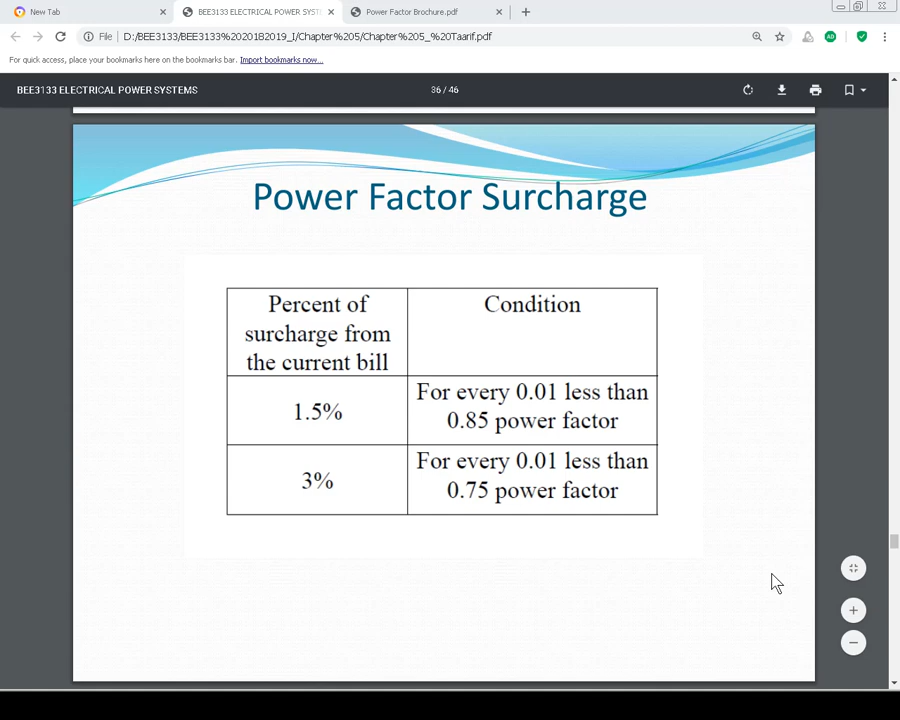 New Tab
BEE3133 ELECTRICAL POWER SYST
Power Factor Brochure.pdf
File
D:/BEE3133/BEE3133%2020182019_I/Chapter%205/Chapter%205_%20Taarif.pdf
AD
For quick access, place your bookmarks here on the bookmarks bar. Import bookmarks now...
BEE3133 ELECTRICAL POWER SYSTEMS
36 / 46
Power Factor Surcharge
Percent of
surcharge from
the current bill
Condition
1.5%
For every 0.01 less than
0.85 power factor
3%
For every 0.01 less than
0.75 power factor